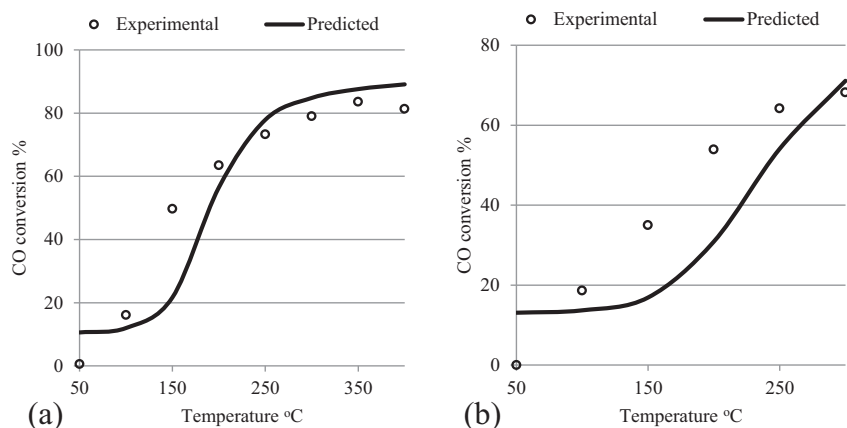 Experimental Predicted
100
80
60
40
20
0
CO conversion %
50 150 250 350
Temperature °C
(a)
Experimental Predicted
80
60
40
20
0
CO conversion %
50 150 250
Temperature °C
(b)